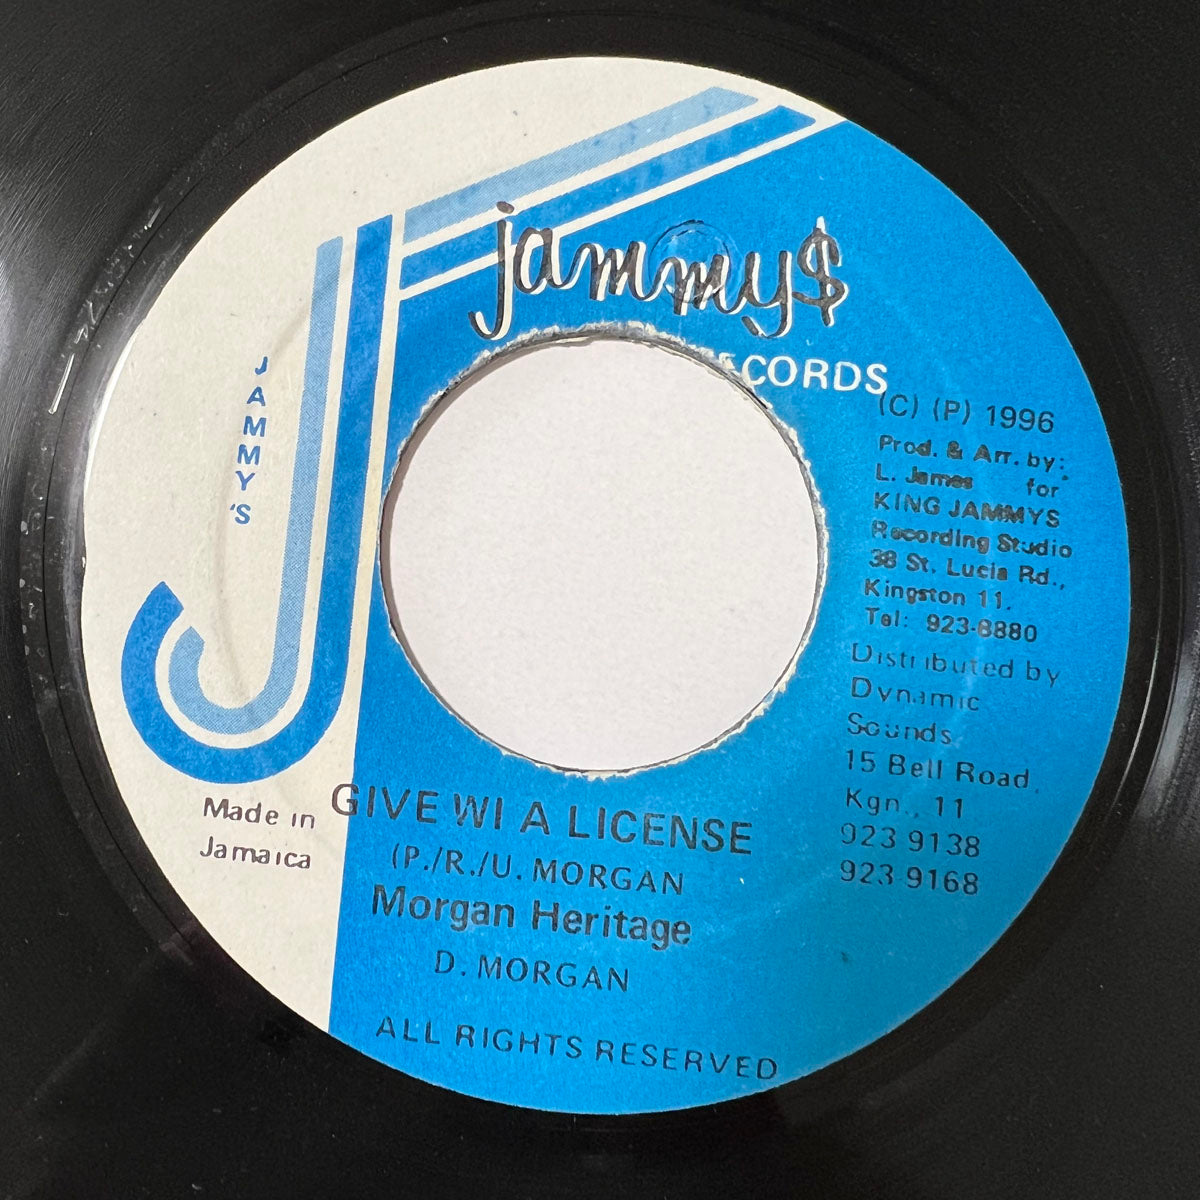 jammy$
RECORDS
JAMMY'S
(C) (P) 1996
Prod. & Arr. by:
L. James for
KING JAMMYS
Recording Studio
38 St. Lucia Rd.,
Kingston 11.
Tel: 923-8880
Distributed by
Dynamic
Sounds
15 Bell Road,
Kgn., 11
923 9138
923 9168
Made in
Jamaica
GIVE WI A LICENSE
(P./R./U. MORGAN
Morgan Heritage
D. MORGAN
ALL RIGHTS RESERVED